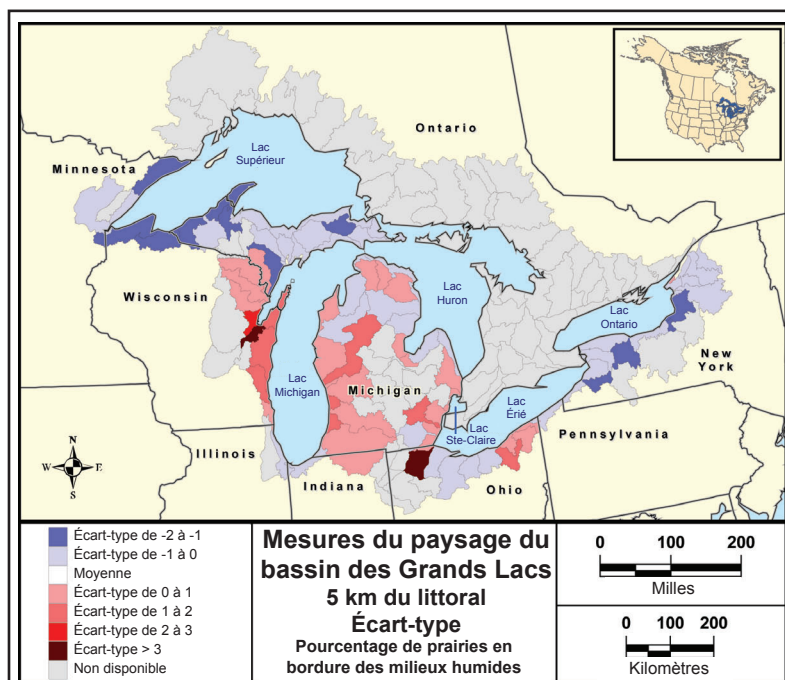 Ontario
Minnesota
Lac
Supérieur
Wisconsin
Lac
Huron
Lac
Ontario
New
York
Lac
Michigan
Michigan
Lac
Érié
Lac
Ste-Claire
Pennsylvania
Illinois
Indiana
Ohio
N
W
E
S
Écart-type de -2 à -1
Écart-type de -1 à 0
Moyenne
Écart-type de 0 à 1
Écart-type de 1 à 2
Écart-type de 2 à 3
Écart-type > 3
Non disponible
Mesures du paysage du
bassin des Grands Lacs
5 km du littoral
Écart-type
Pourcentage de prairies en
bordure des milieux humides
0 100 200
Milles
0 100 200
Kilomètres